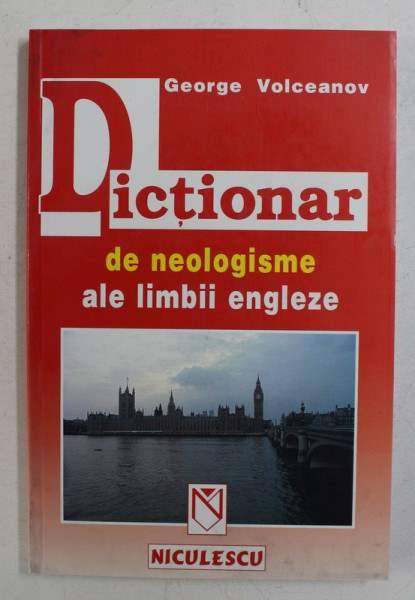 George Volceanov
Dicționar
de neologisme
ale limbii engleze
NICULESCU